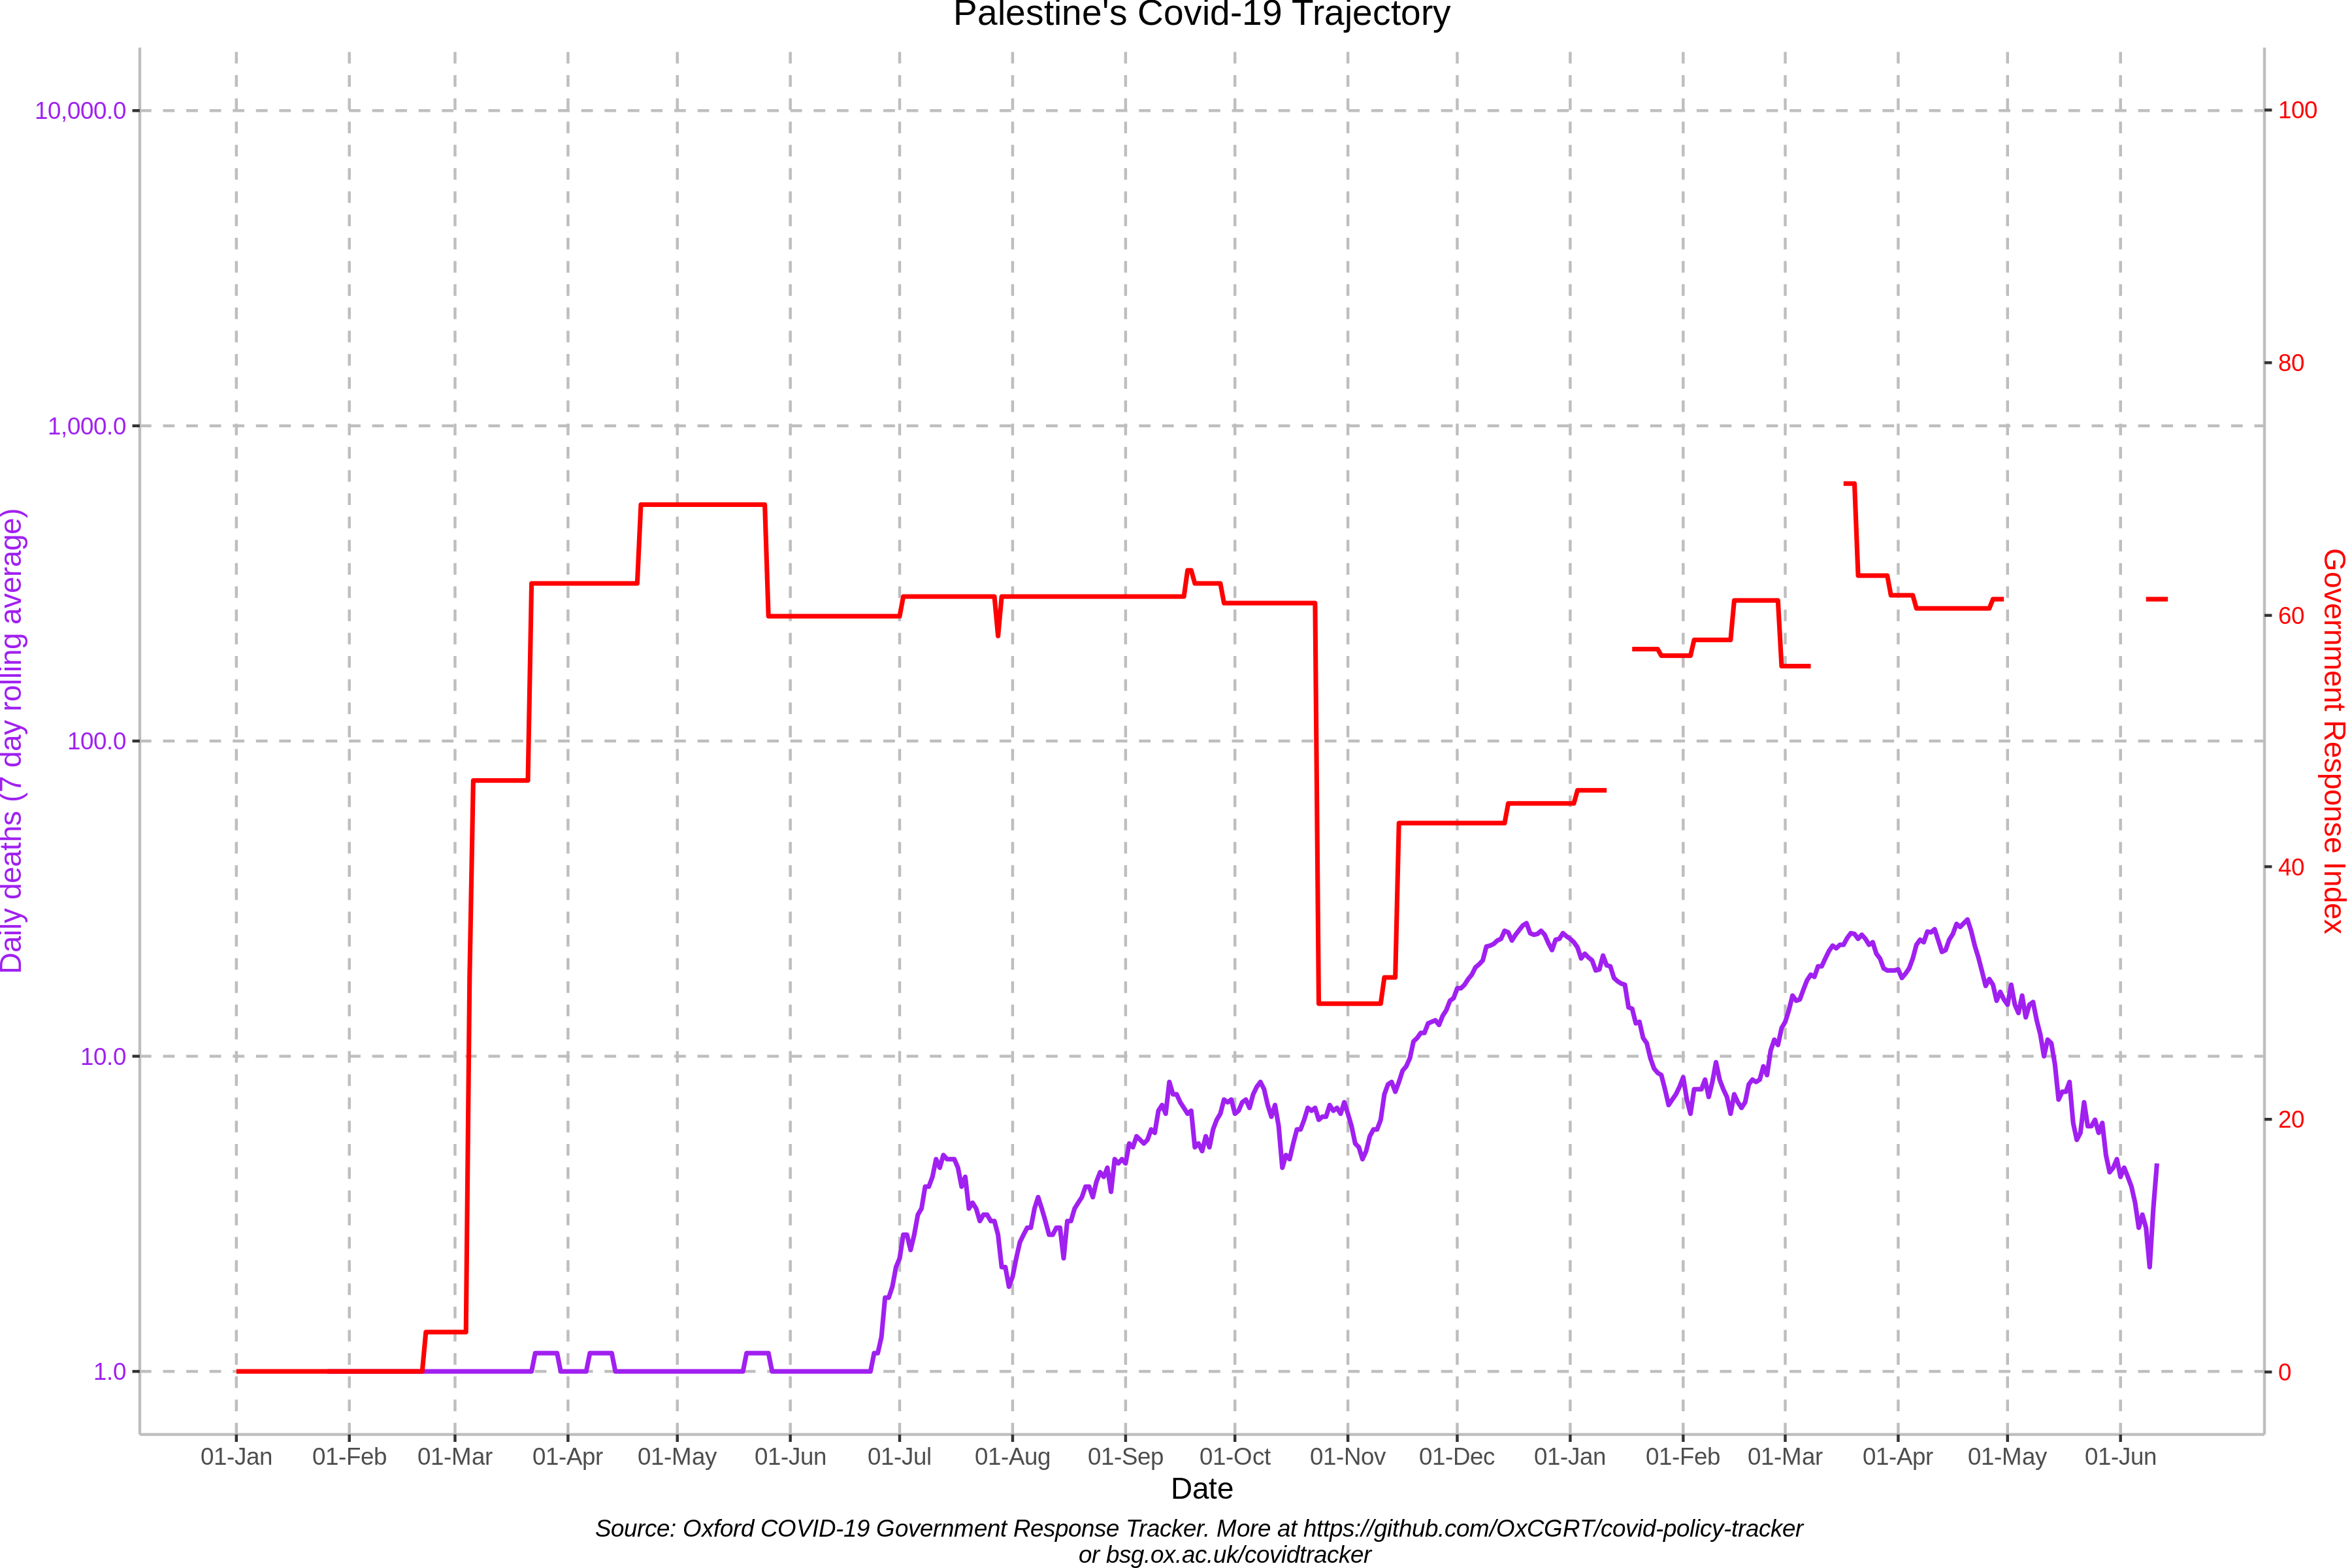 Palestine's Covid-19 Trajectory
10,000.0
1,000.0
100.0
10.0
1.0
Daily deaths (7 day rolling average)
100
80
60
40
20
0
Government Response Index
01-Jan 01-Feb 01-Mar 01-Apr 01-May 01-Jun 01-Jul 01-Aug 01-Sep 01-Oct 01-Nov 01-Dec 01-Jan 01-Feb 01-Mar 01-Apr 01-May 01-Jun
Date
Source: Oxford COVID-19 Government Response Tracker. More at https://github.com/OxCGRT/covid-policy-tracker
or bsg.ox.ac.uk/covidtracker